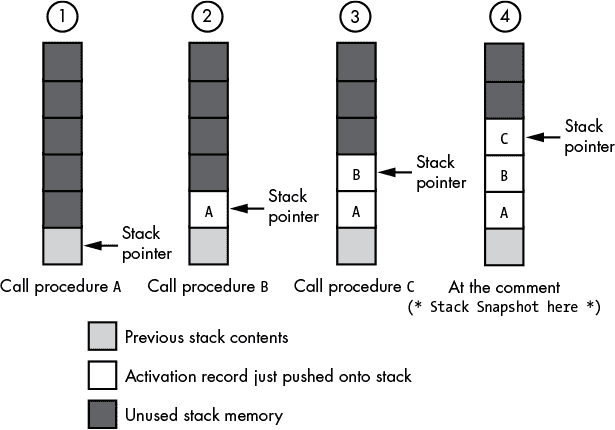 1
2
3
4
C
Stack
pointer
B
Stack
pointer
B
A
Stack
pointer
A
A
Stack
pointer
Call procedure A
Call procedure B
Call procedure C
At the comment
(* Stack Snapshot here *)
Previous stack contents
Activation record just pushed onto stack
Unused stack memory